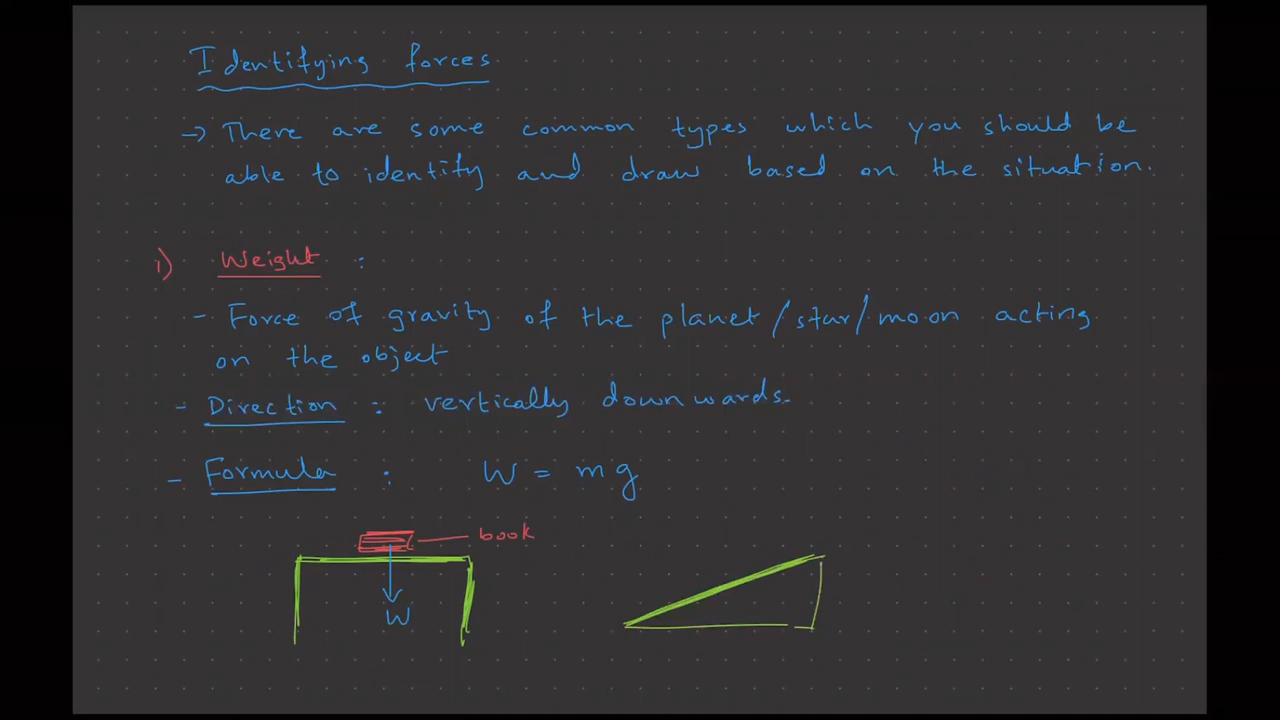 Identifying forces
→ There are some common types which you should be
able to identify and draw based on the situation.
1) Weight :
- Force of gravity of the planet/star/moon acting
on the object
- Direction : vertically downwards.
- Formula : W = mg
book
W